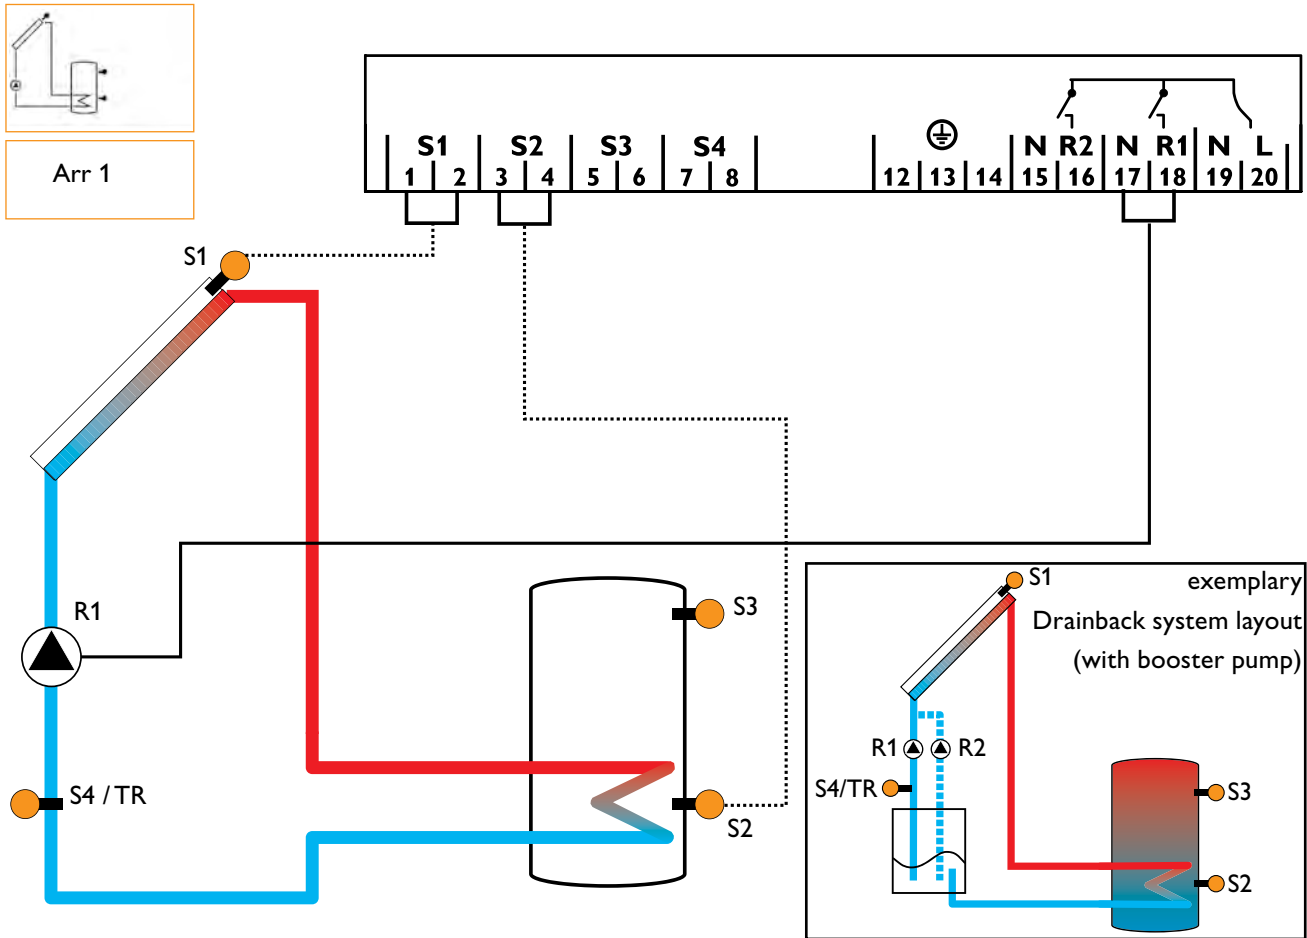 Arr 1
S1 S2 S3 S4 N R2 N R1 N L
1 2 3 4 5 6 7 8 12 13 14 15 16 17 18 19 20
S1
R1
S4 / TR
S3
S2
S1
exemplary
Drainback system layout
(with booster pump)
R1 R2
S4/TR
S3
S2